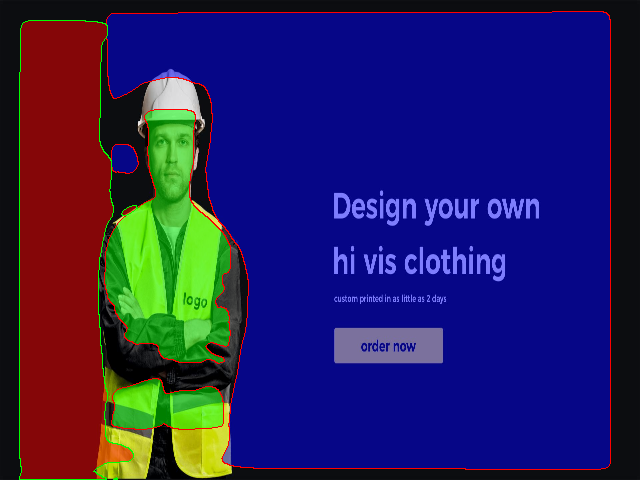 Design your own
hi vis clothing
custom printed in as little as 2 days
order now
logo